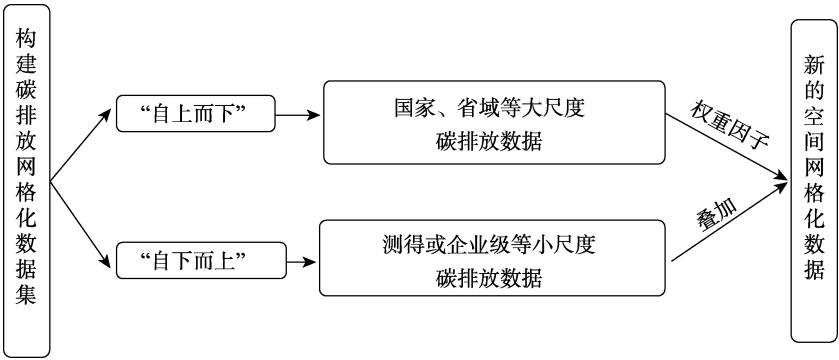 构建碳排放网格化数据集
“自上而下”
国家、省域等大尺度
碳排放数据
权重因子
“自下而上”
测得或企业级等小尺度
碳排放数据
叠加
新的空间网格化数据